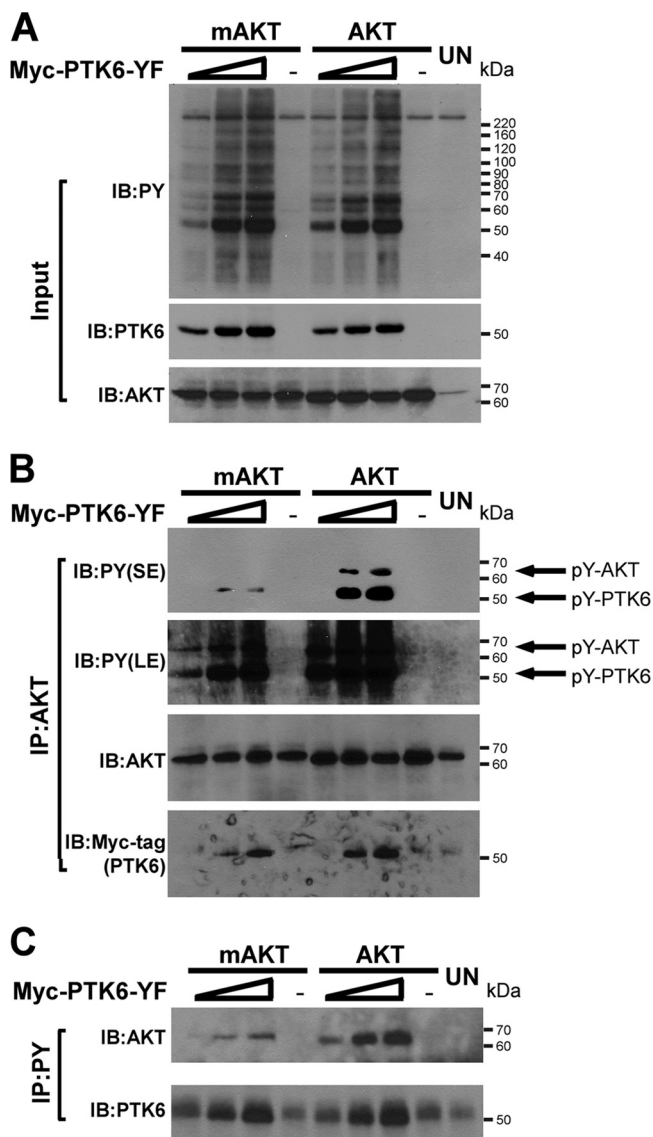 A
mAKT AKT UN
Myc-PTK6-YF - - kDa
220
160
120
100
90
80
70
60
50
40
IB:PY
Input
IB:PTK6
50
IB:AKT
70
60
B
mAKT AKT UN
Myc-PTK6-YF - - kDa
IP:AKT
IB:PY(SE)
70
60
50
pY-AKT
pY-PTK6
IB:PY(LE)
70
60
50
pY-AKT
pY-PTK6
IB:AKT
70
60
IB:Myc-tag
(PTK6)
50
C
mAKT AKT UN
Myc-PTK6-YF - - kDa
IP:PY
IB:AKT
70
60
IB:PTK6
50